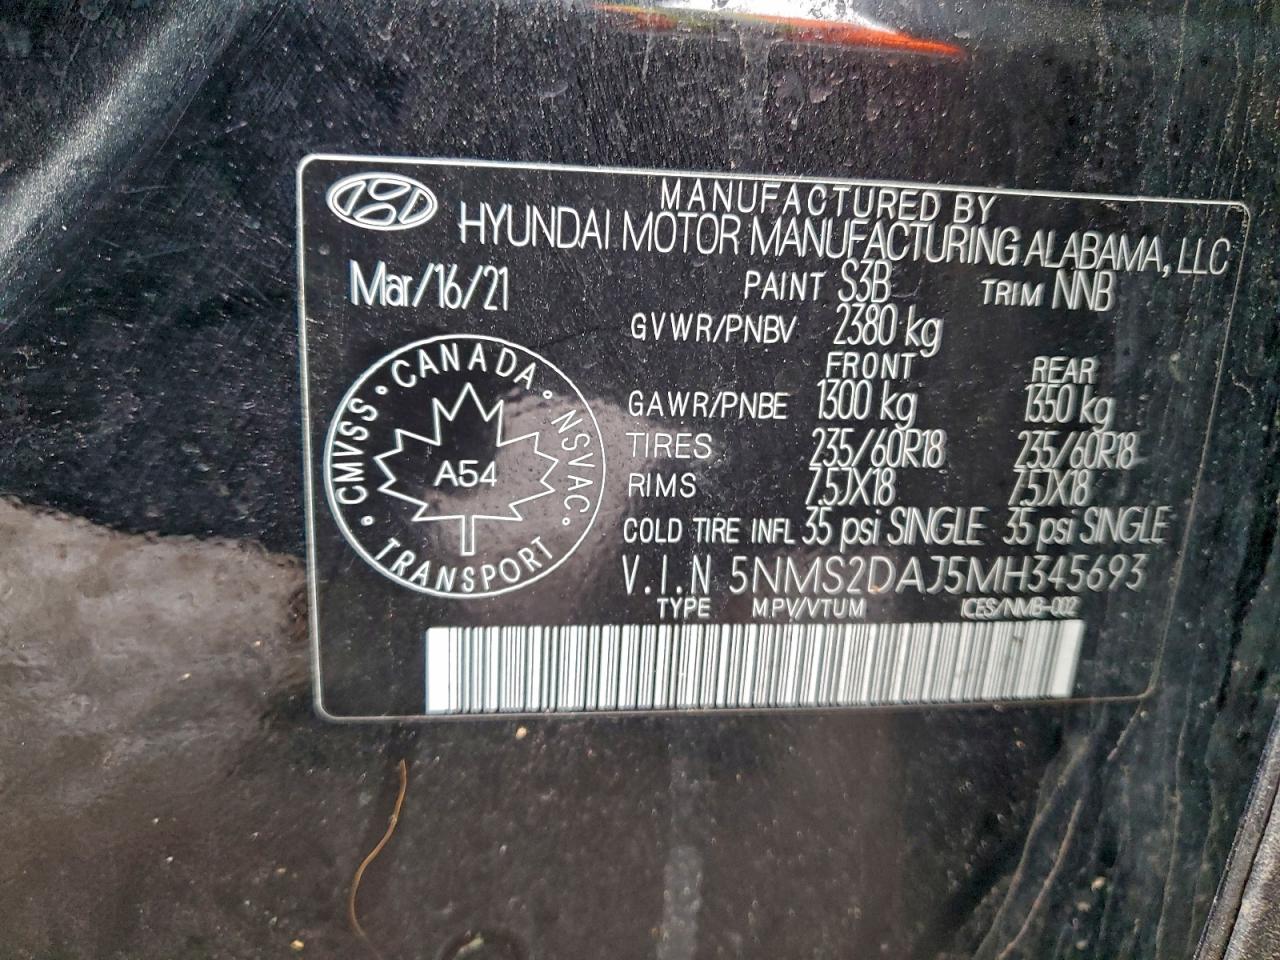 MANUFACTURED BY
HYUNDAI MOTOR MANUFACTURING ALABAMA, LLC
Mar/16/21
PAINT S3B TRIM NNB
GVWR/PNBV 2380 kg
FRONT REAR
GAWR/PNBE 1300 kg 1350 kg
TIRES 235/60R18 235/60R18
RIMS 7.5JX18 7.5JX18
COLD TIRE INFL 35 psi SINGLE 35 psi SINGLE
V.I.N 5NMS2DAJ5MH345693
TYPE MPV/VTUM ICES/NMB-002
CANADA · NSVAC · TRANSPORT · CMVSS ·
A54